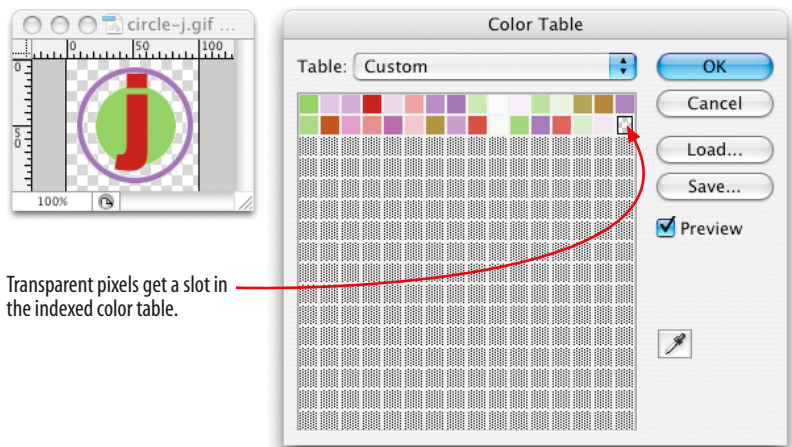 circle-j.gif ...
0 50 100
0
5
0
j
100%
Transparent pixels get a slot in
the indexed color table.
Color Table
Table: Custom
OK
Cancel
Load...
Save...
Preview